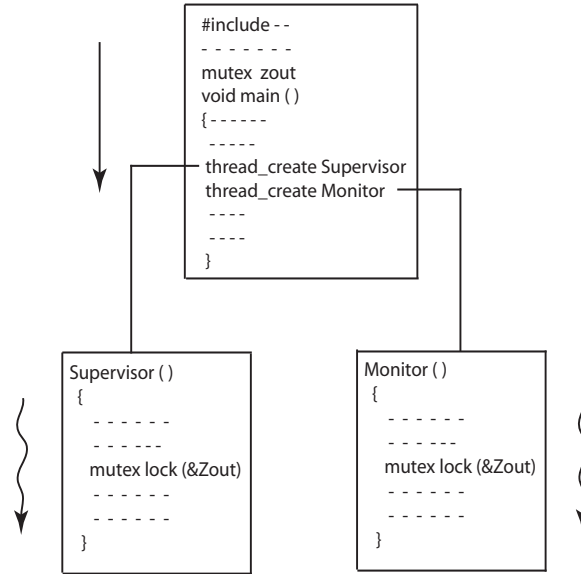 #include - -
- - - - - - -
mutex zout
void main ( )
{ - - - - - -
- - - - -
thread_create Supervisor
thread_create Monitor
- - - -
- - - -
}
Supervisor ( )
{
- - - - - -
- - - - - -
mutex lock (&Zout)
- - - - - -
- - - - - -
}
Monitor ( )
{
- - - - - -
- - - - - -
mutex lock (&Zout)
- - - - - -
- - - - - -
}